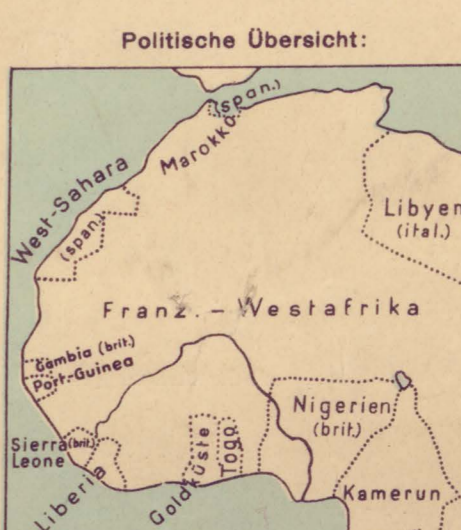 Politische Übersicht:
(span.)
Marokko
West-Sahara
(span.)
Libyen
(ital.)
Franz. - Westafrika
Gambia (brit.)
Port-Guinea
Nigerien
(brit.)
Sierra (brit.)
Leone
Liberia
Goldküste
Togo
Kamerun